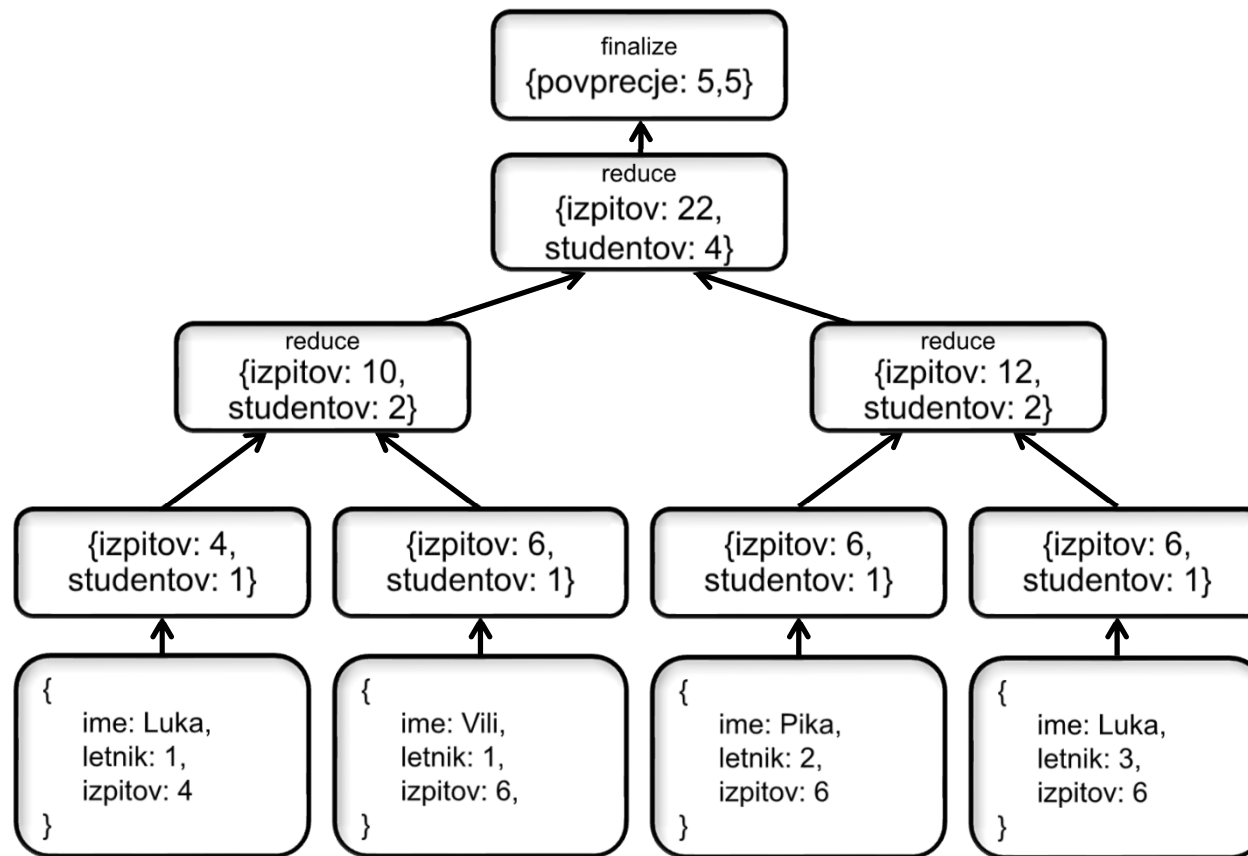 finalize
{povprecje: 5,5}
reduce
{izpitov: 22,
studentov: 4}
reduce
{izpitov: 10,
studentov: 2}
reduce
{izpitov: 12,
studentov: 2}
{izpitov: 4,
studentov: 1}
{izpitov: 6,
studentov: 1}
{izpitov: 6,
studentov: 1}
{izpitov: 6,
studentov: 1}
{
ime: Luka,
letnik: 1,
izpitov: 4
}
{
ime: Vili,
letnik: 1,
izpitov: 6,
}
{
ime: Pika,
letnik: 2,
izpitov: 6
}
{
ime: Luka,
letnik: 3,
izpitov: 6
}